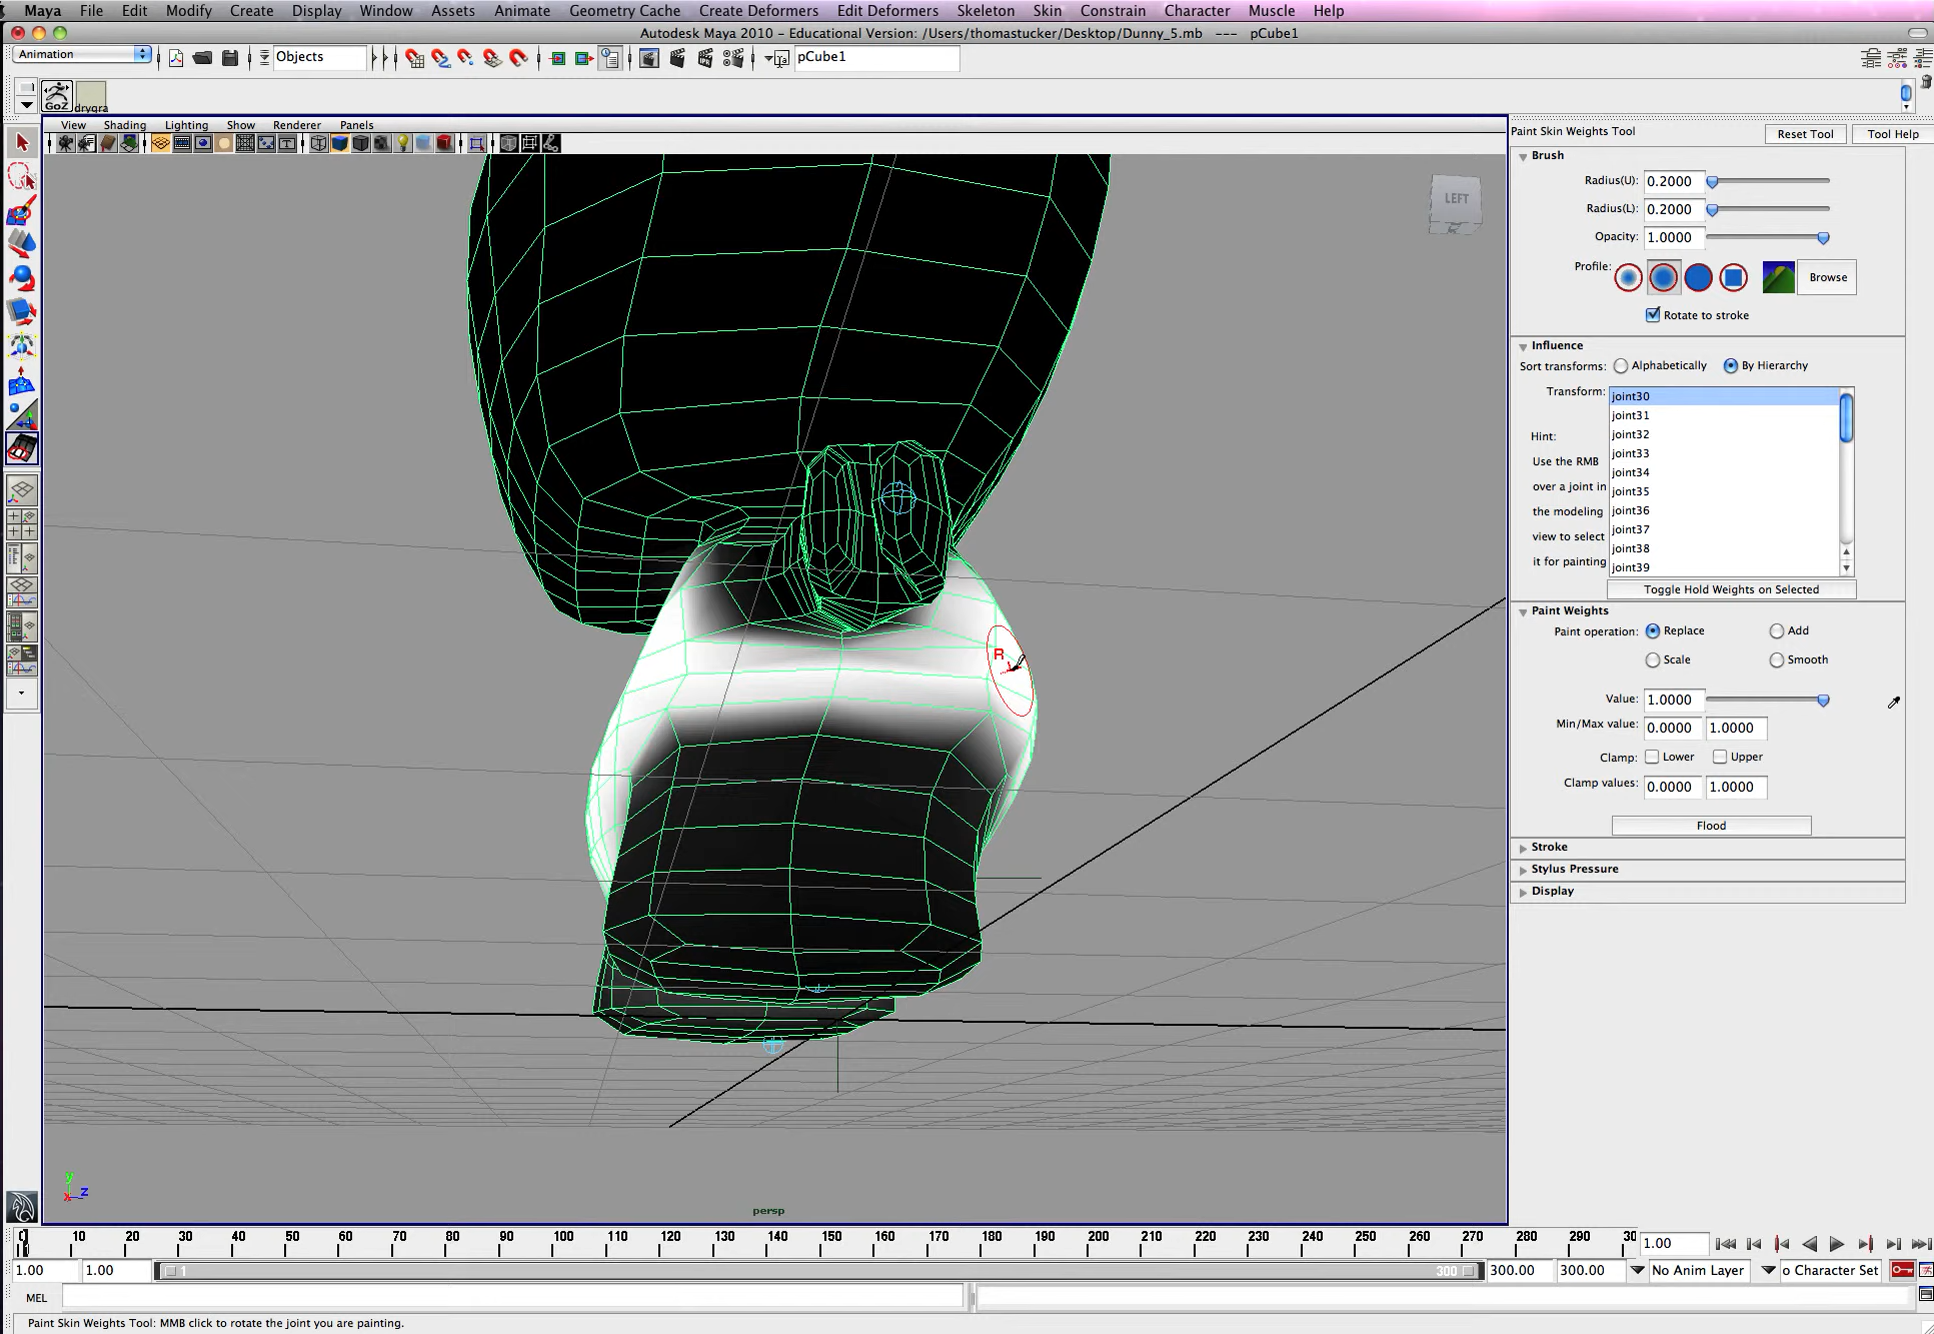 Maya File Edit Modify Create Display Window Assets Animate Geometry Cache Create Deformers Edit Deformers Skeleton Skin Constrain Character Muscle Help
Autodesk Maya 2010 - Educational Version: /Users/thomastucker/Desktop/Dunny_5.mb --- pCube1
Animation Objects pCube1
GoZ drygra
View Shading Lighting Show Renderer Panels
LEFT
R
y
x z
persp
Paint Skin Weights Tool Reset Tool Tool Help
Brush
Radius(U): 0.2000
Radius(L): 0.2000
Opacity: 1.0000
Profile: Browse
Rotate to stroke
Influence
Sort transforms: Alphabetically By Hierarchy
Transform: joint30
joint31
Hint: joint32
Use the RMB joint33
joint34
over a joint in joint35
the modeling joint36
view to select joint37
joint38
it for painting joint39
Toggle Hold Weights on Selected
Paint Weights
Paint operation: Replace Add
Scale Smooth
Value: 1.0000
Min/Max value: 0.0000 1.0000
Clamp: Lower Upper
Clamp values: 0.0000 1.0000
Flood
Stroke
Stylus Pressure
Display
10 20 30 40 50 60 70 80 90 100 110 120 130 140 150 160 170 180 190 200 210 220 230 240 250 260 270 280 290 1.00
1.00 1.00 1 300 300.00 300.00 No Anim Layer o Character Set
MEL
Paint Skin Weights Tool: MMB click to rotate the joint you are painting.